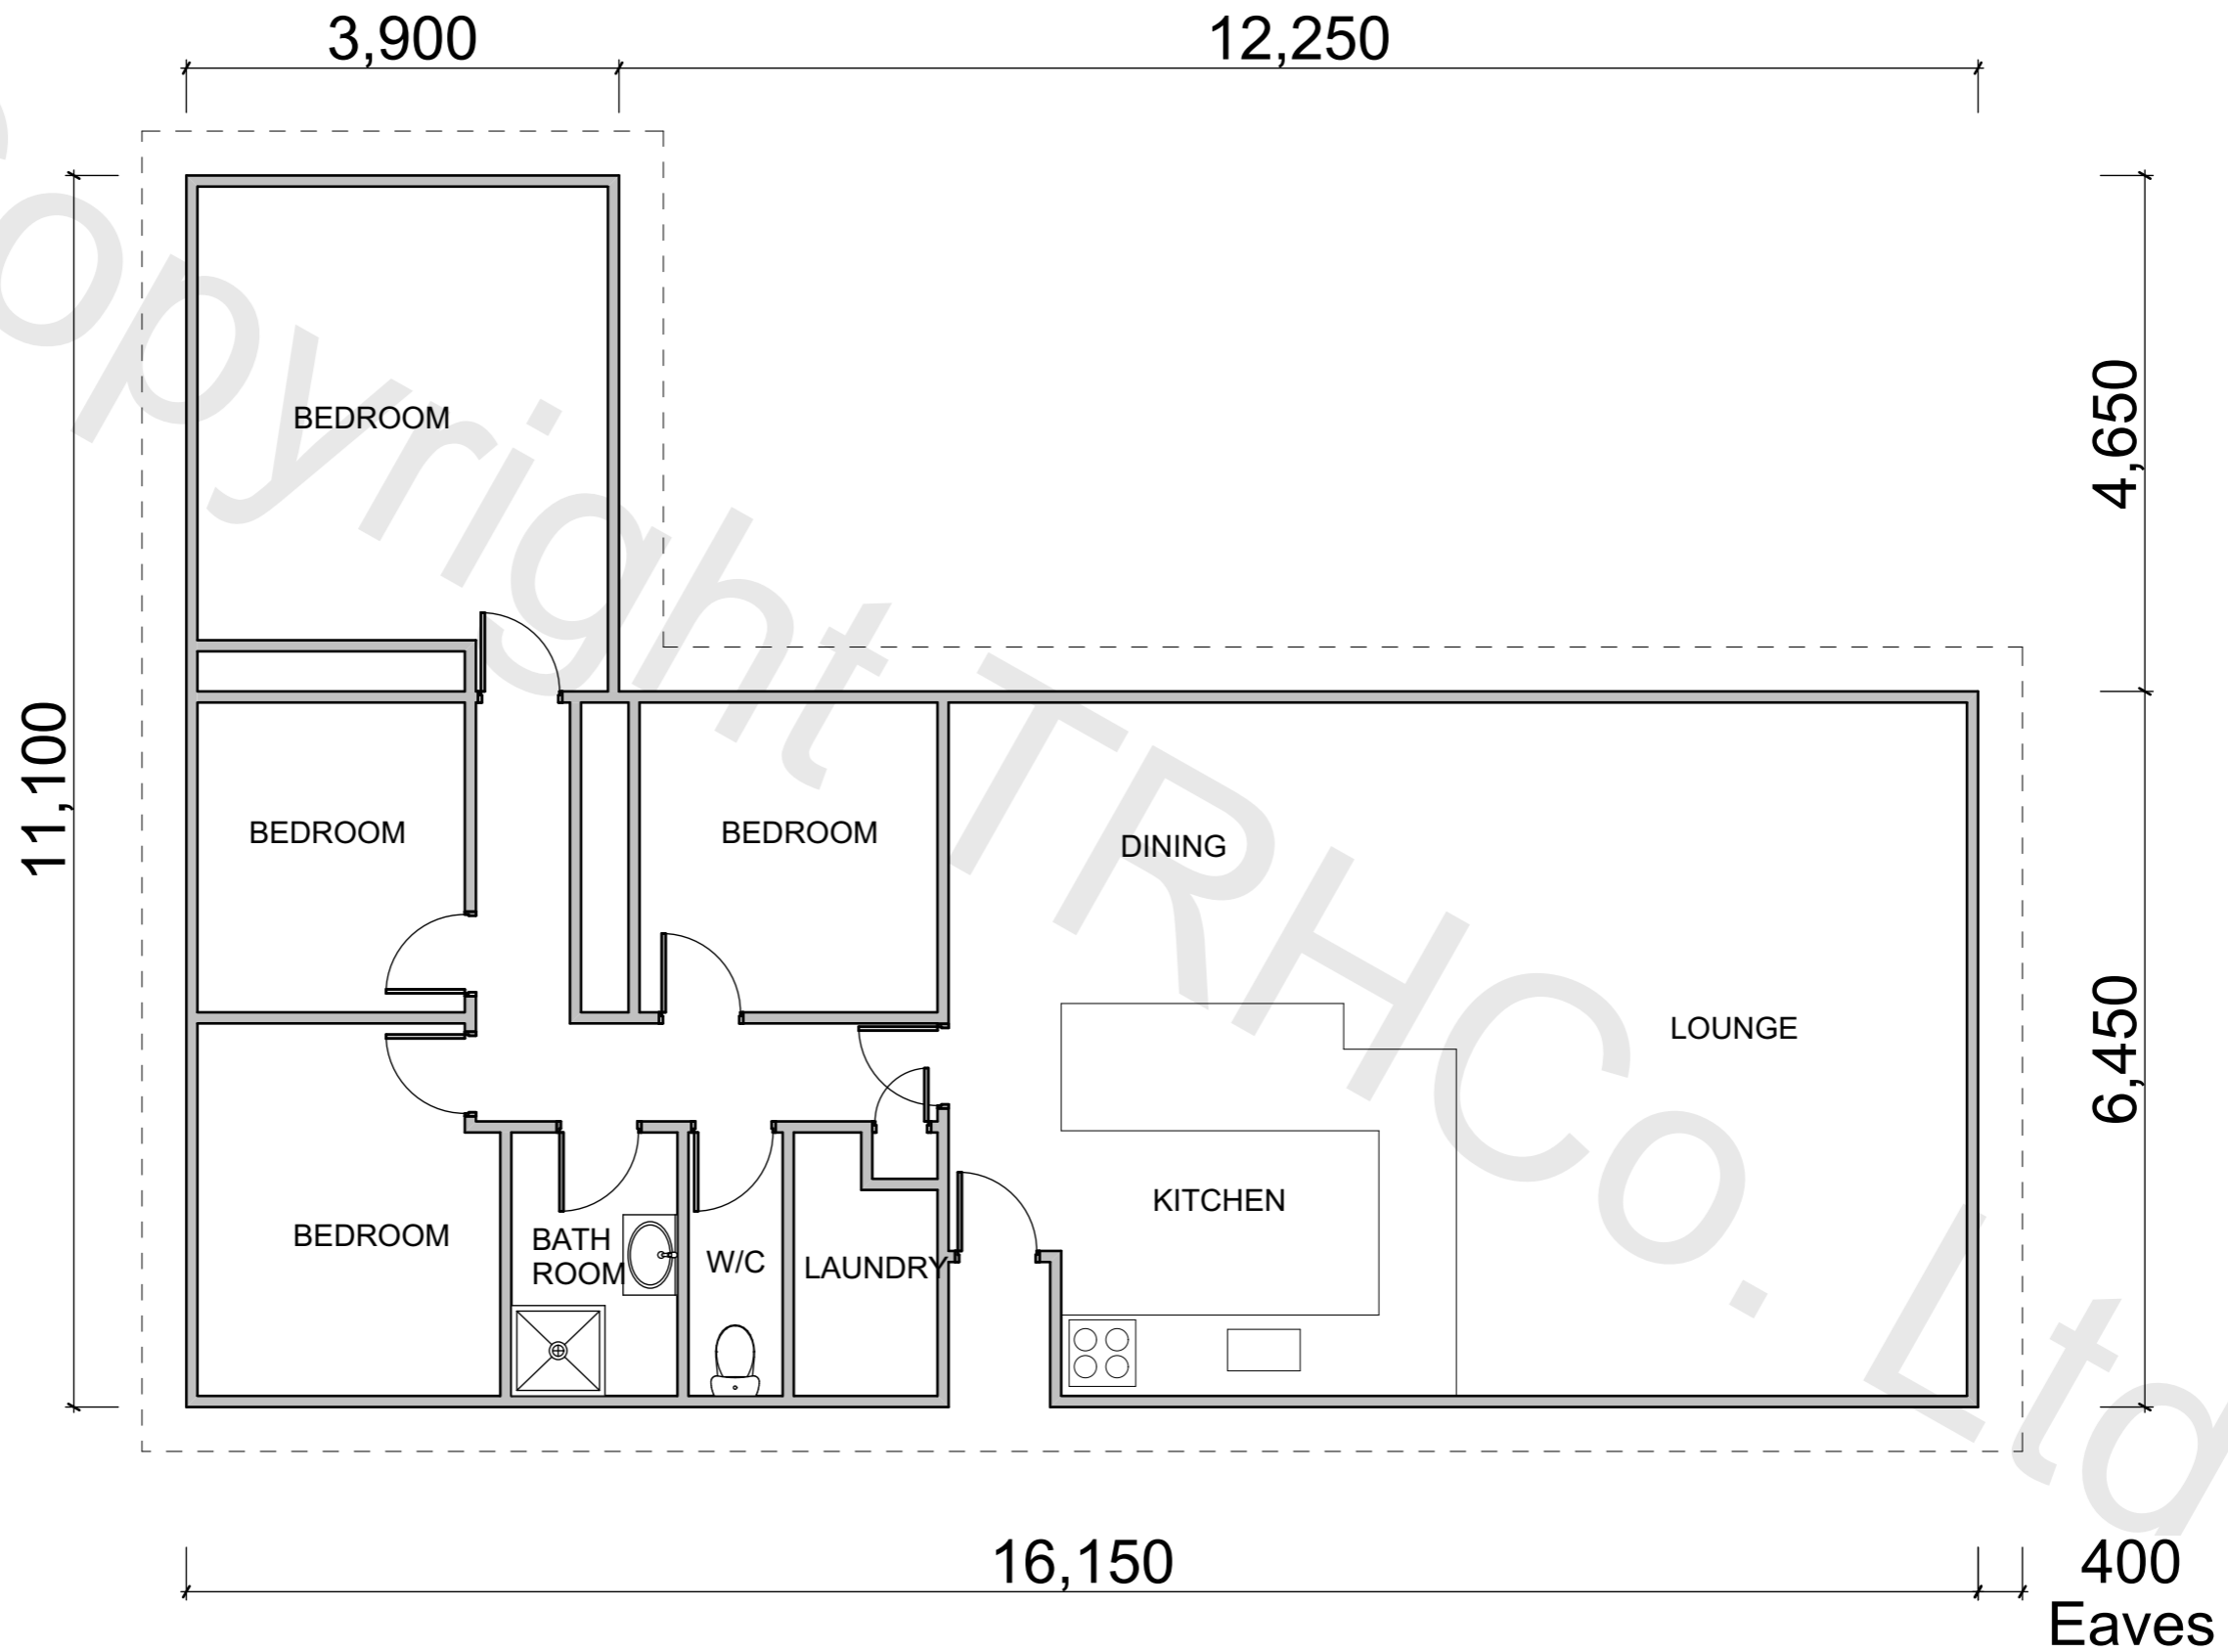 3,900
12,250
BEDROOM
4,650
11,100
BEDROOM
BEDROOM
DINING
LOUNGE
6,450
KITCHEN
BEDROOM
BATH
ROOM
W/C
LAUNDRY
16,150
400
Eaves
Copyright TRHCo. Ltd